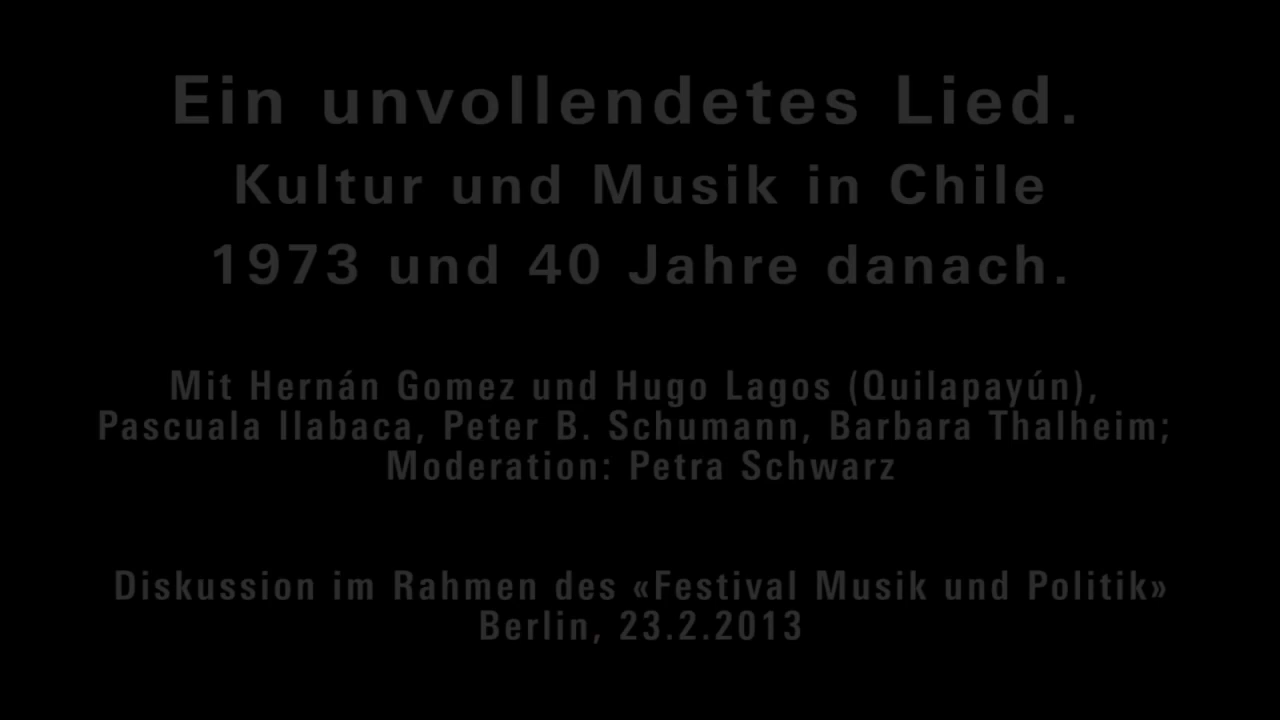 Ein unvollendetes Lied.
Kultur und Musik in Chile
1973 und 40 Jahre danach.
Mit Hernán Gomez und Hugo Lagos (Quilapayún),
Pascuala Ilabaca, Peter B. Schumann, Barbara Thalheim;
Moderation: Petra Schwarz
Diskussion im Rahmen des «Festival Musik und Politik»
Berlin, 23.2.2013